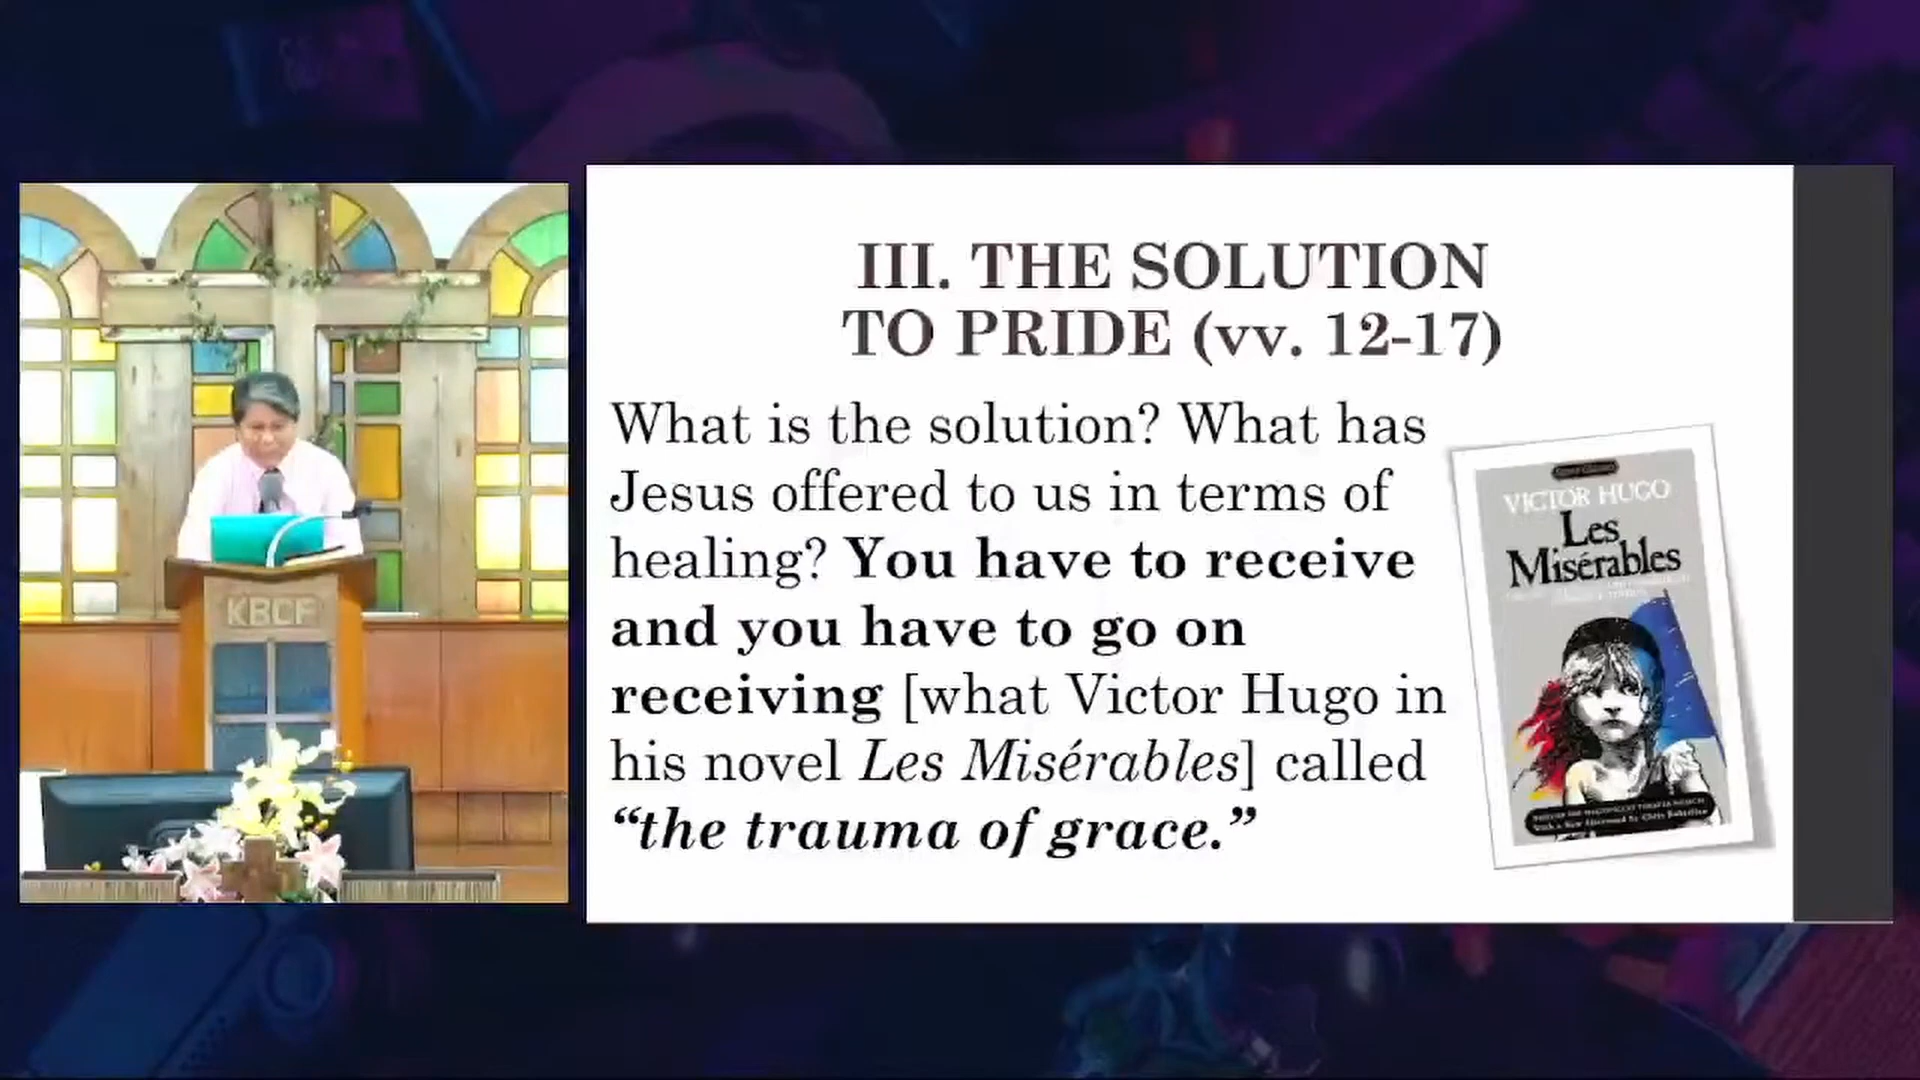 III. THE SOLUTION
TO PRIDE (vv. 12-17)
What is the solution? What has
Jesus offered to us in terms of
healing? You have to receive
and you have to go on
receiving [what Victor Hugo in
his novel Les Misérables] called
“the trauma of grace.”
VICTOR HUGO
Les
Misérables
KBCF